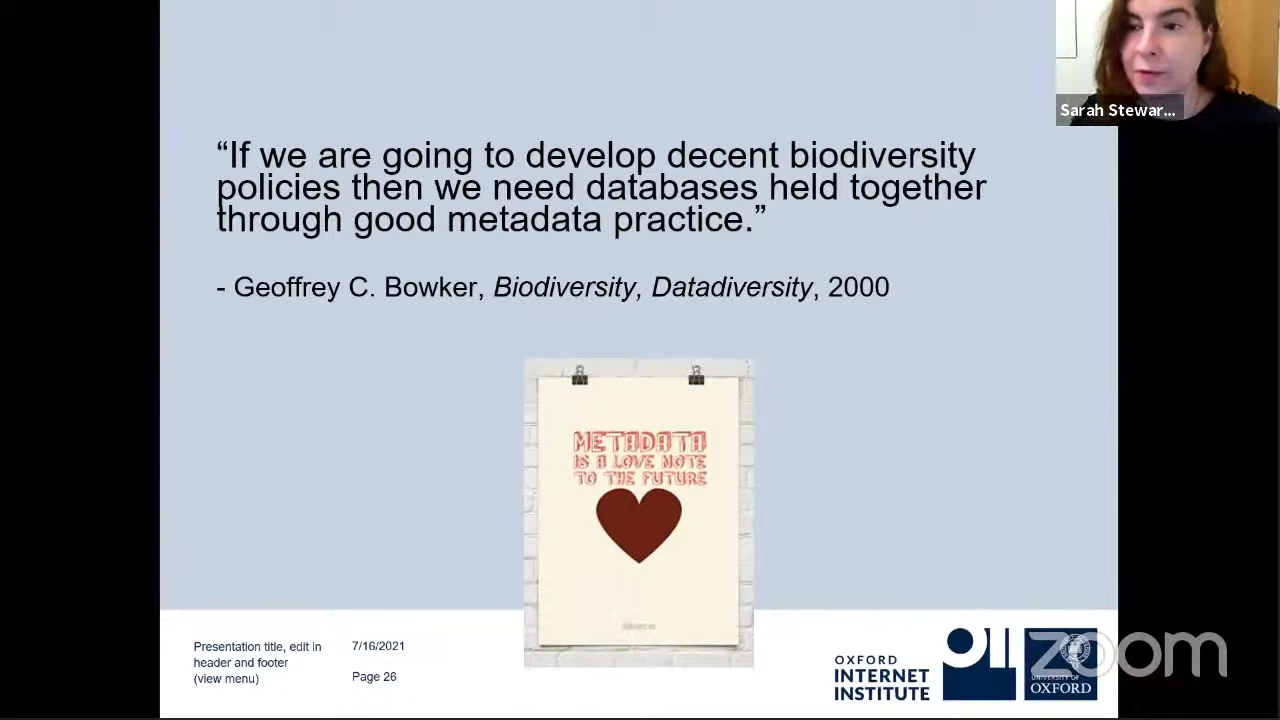 Sarah Stewar...
“If we are going to develop decent biodiversity
policies then we need databases held together
through good metadata practice.”
- Geoffrey C. Bowker, Biodiversity, Datadiversity, 2000
METADATA
IS A LOVE NOTE
TO THE FUTURE
Presentation title, edit in
header and footer
(view menu)
7/16/2021
Page 26
OXFORD
INTERNET
INSTITUTE
OII
UNIVERSITY OF
OXFORD
zoom